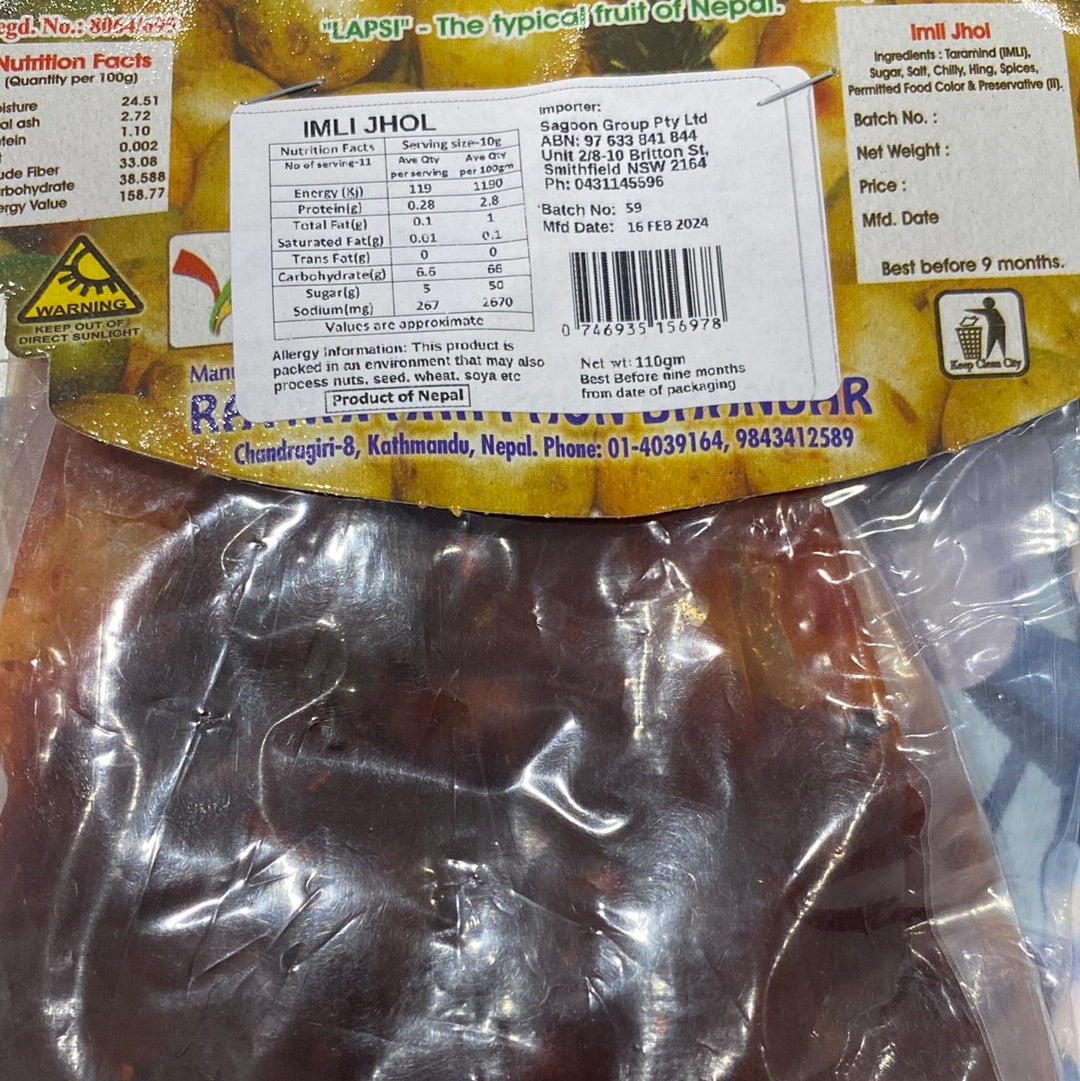 "LAPSI" - The typical fruit of Nepal.
Nutrition Facts
(Quantity per 100g)
24.51
al ash 2.72
tein 1.10
0.002
ude Fiber 33.08
rbohydrate 38.588
ergy Value 158.77
WARNING
KEEP OUT OF
DIRECT SUNLIGHT
IMLI JHOL
Nutrition Facts Serving size-10g
No of serving-11 Ave Qty per serving Ave Qty per 100gm
Energy (Kj) 119 1190
Protein(g) 0.28 2.8
Total Fat(g) 0.1 1
Saturated Fat(g) 0.01 0.1
Trans Fat(g) 0 0
Carbohydrate(g) 6.6 66
Sugar(g) 5 50
Sodium(mg) 267 2670
Values are approximate
Allergy information: This product is
packed in an environment that may also
process nuts, seed, wheat, soya etc
Product of Nepal
Importer:
Sagoon Group Pty Ltd
ABN: 97 633 841 844
Unit 2/8-10 Britton St,
Smithfield NSW 2164
Ph: 0431145596
Batch No: 59
Mfd Date: 16 FEB 2024
0 746935 156978
Net wt: 110gm
Best Before nine months
from date of packaging
Imli Jhol
Ingredients : Taramind (IMLI),
Sugar, Salt, Chilly, Hing, Spices,
Permitted Food Color & Preservative (II).
Batch No. :
Net Weight :
Price :
Mfd. Date
Best before 9 months.
Keep Clean City
Manu
Chandragiri-8, Kathmandu, Nepal. Phone: 01-4039164, 9843412589